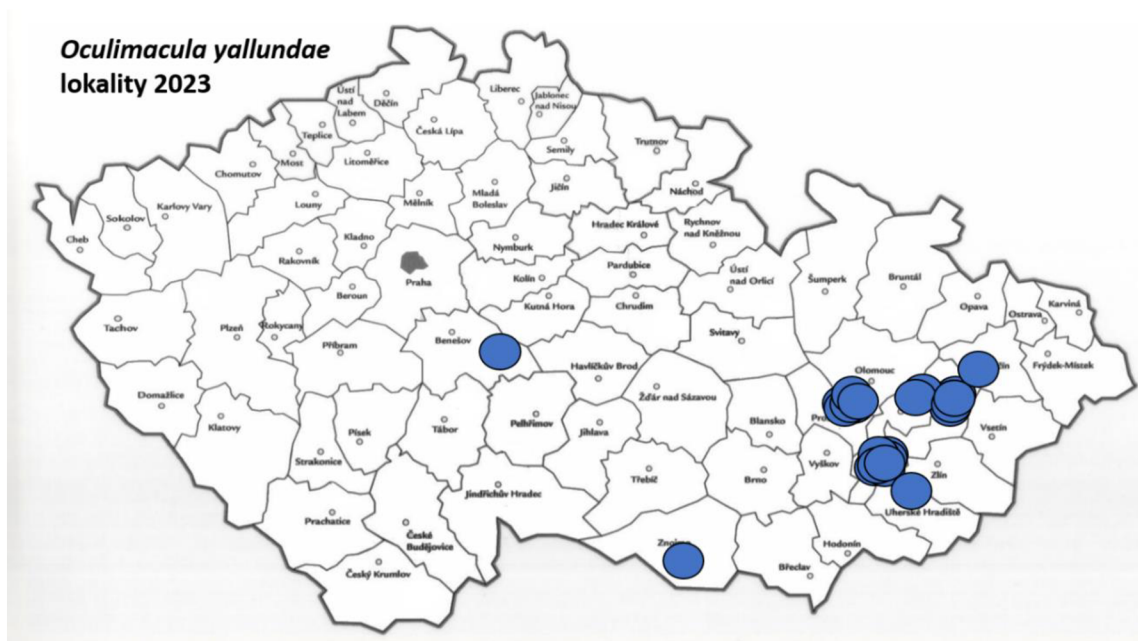 Oculimacula yallundae
lokality 2023
Ústí
nad
Labem
Děčín
Liberec
Jablonec
nad Nisou
Teplice
Česká Lípa
Most
Litoměřice
Semily
Trutnov
Chomutov
Mladá
Boleslav
Jičín
Náchod
Sokolov
Karlovy Vary
Louny
Mělník
Cheb
Kladno
Nymburk
Hradec Králové
Rychnov
nad Kněžnou
Rakovník
Praha
Kolín
Pardubice
Ústí
nad Orlicí
Šumperk
Bruntál
Beroun
Kutná Hora
Chrudim
Opava
Karviná
Ostrava
Tachov
Plzeň
Rokycany
Příbram
Benešov
Svitavy
Havlíčkův Brod
Olomouc
Frýdek-Místek
Domažlice
Žďár nad Sázavou
Klatovy
Písek
Tábor
Pelhřimov
Jihlava
Blansko
Vsetín
Strakonice
Vyškov
Zlín
Třebíč
Brno
Jindřichův Hradec
Prachatice
České
Budějovice
Uherské Hradiště
Český Krumlov
Hodonín
Břeclav